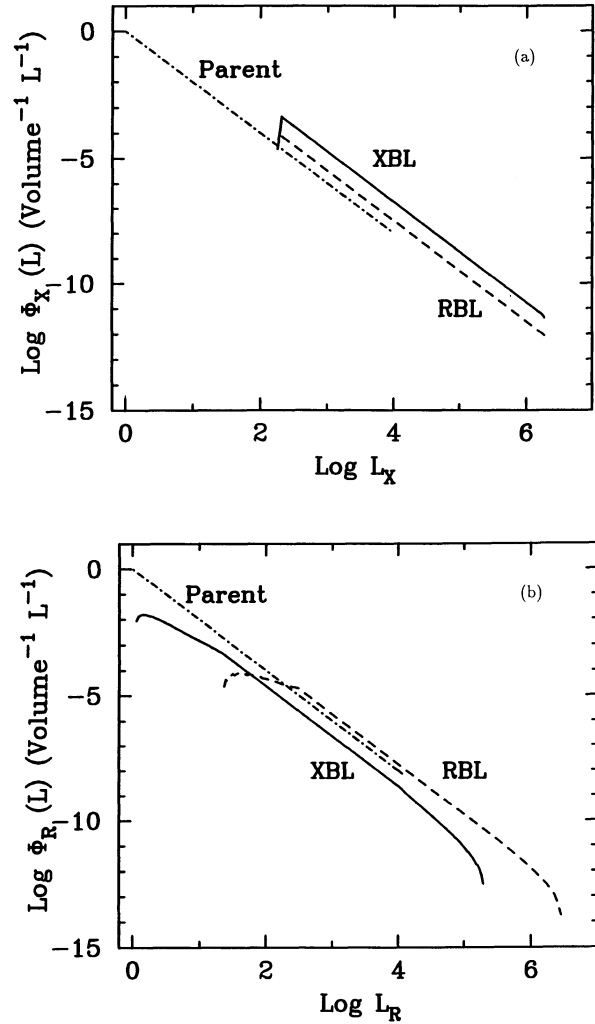 0
−5
−10
−15
Log Φ_X|(L) (Volume⁻¹ L⁻¹)
Parent
(a)
XBL
RBL
0
2
4
6
Log L_X
0
−5
−10
−15
Log Φ_R|(L) (Volume⁻¹ L⁻¹)
Parent
(b)
XBL
RBL
0
2
4
6
Log L_R